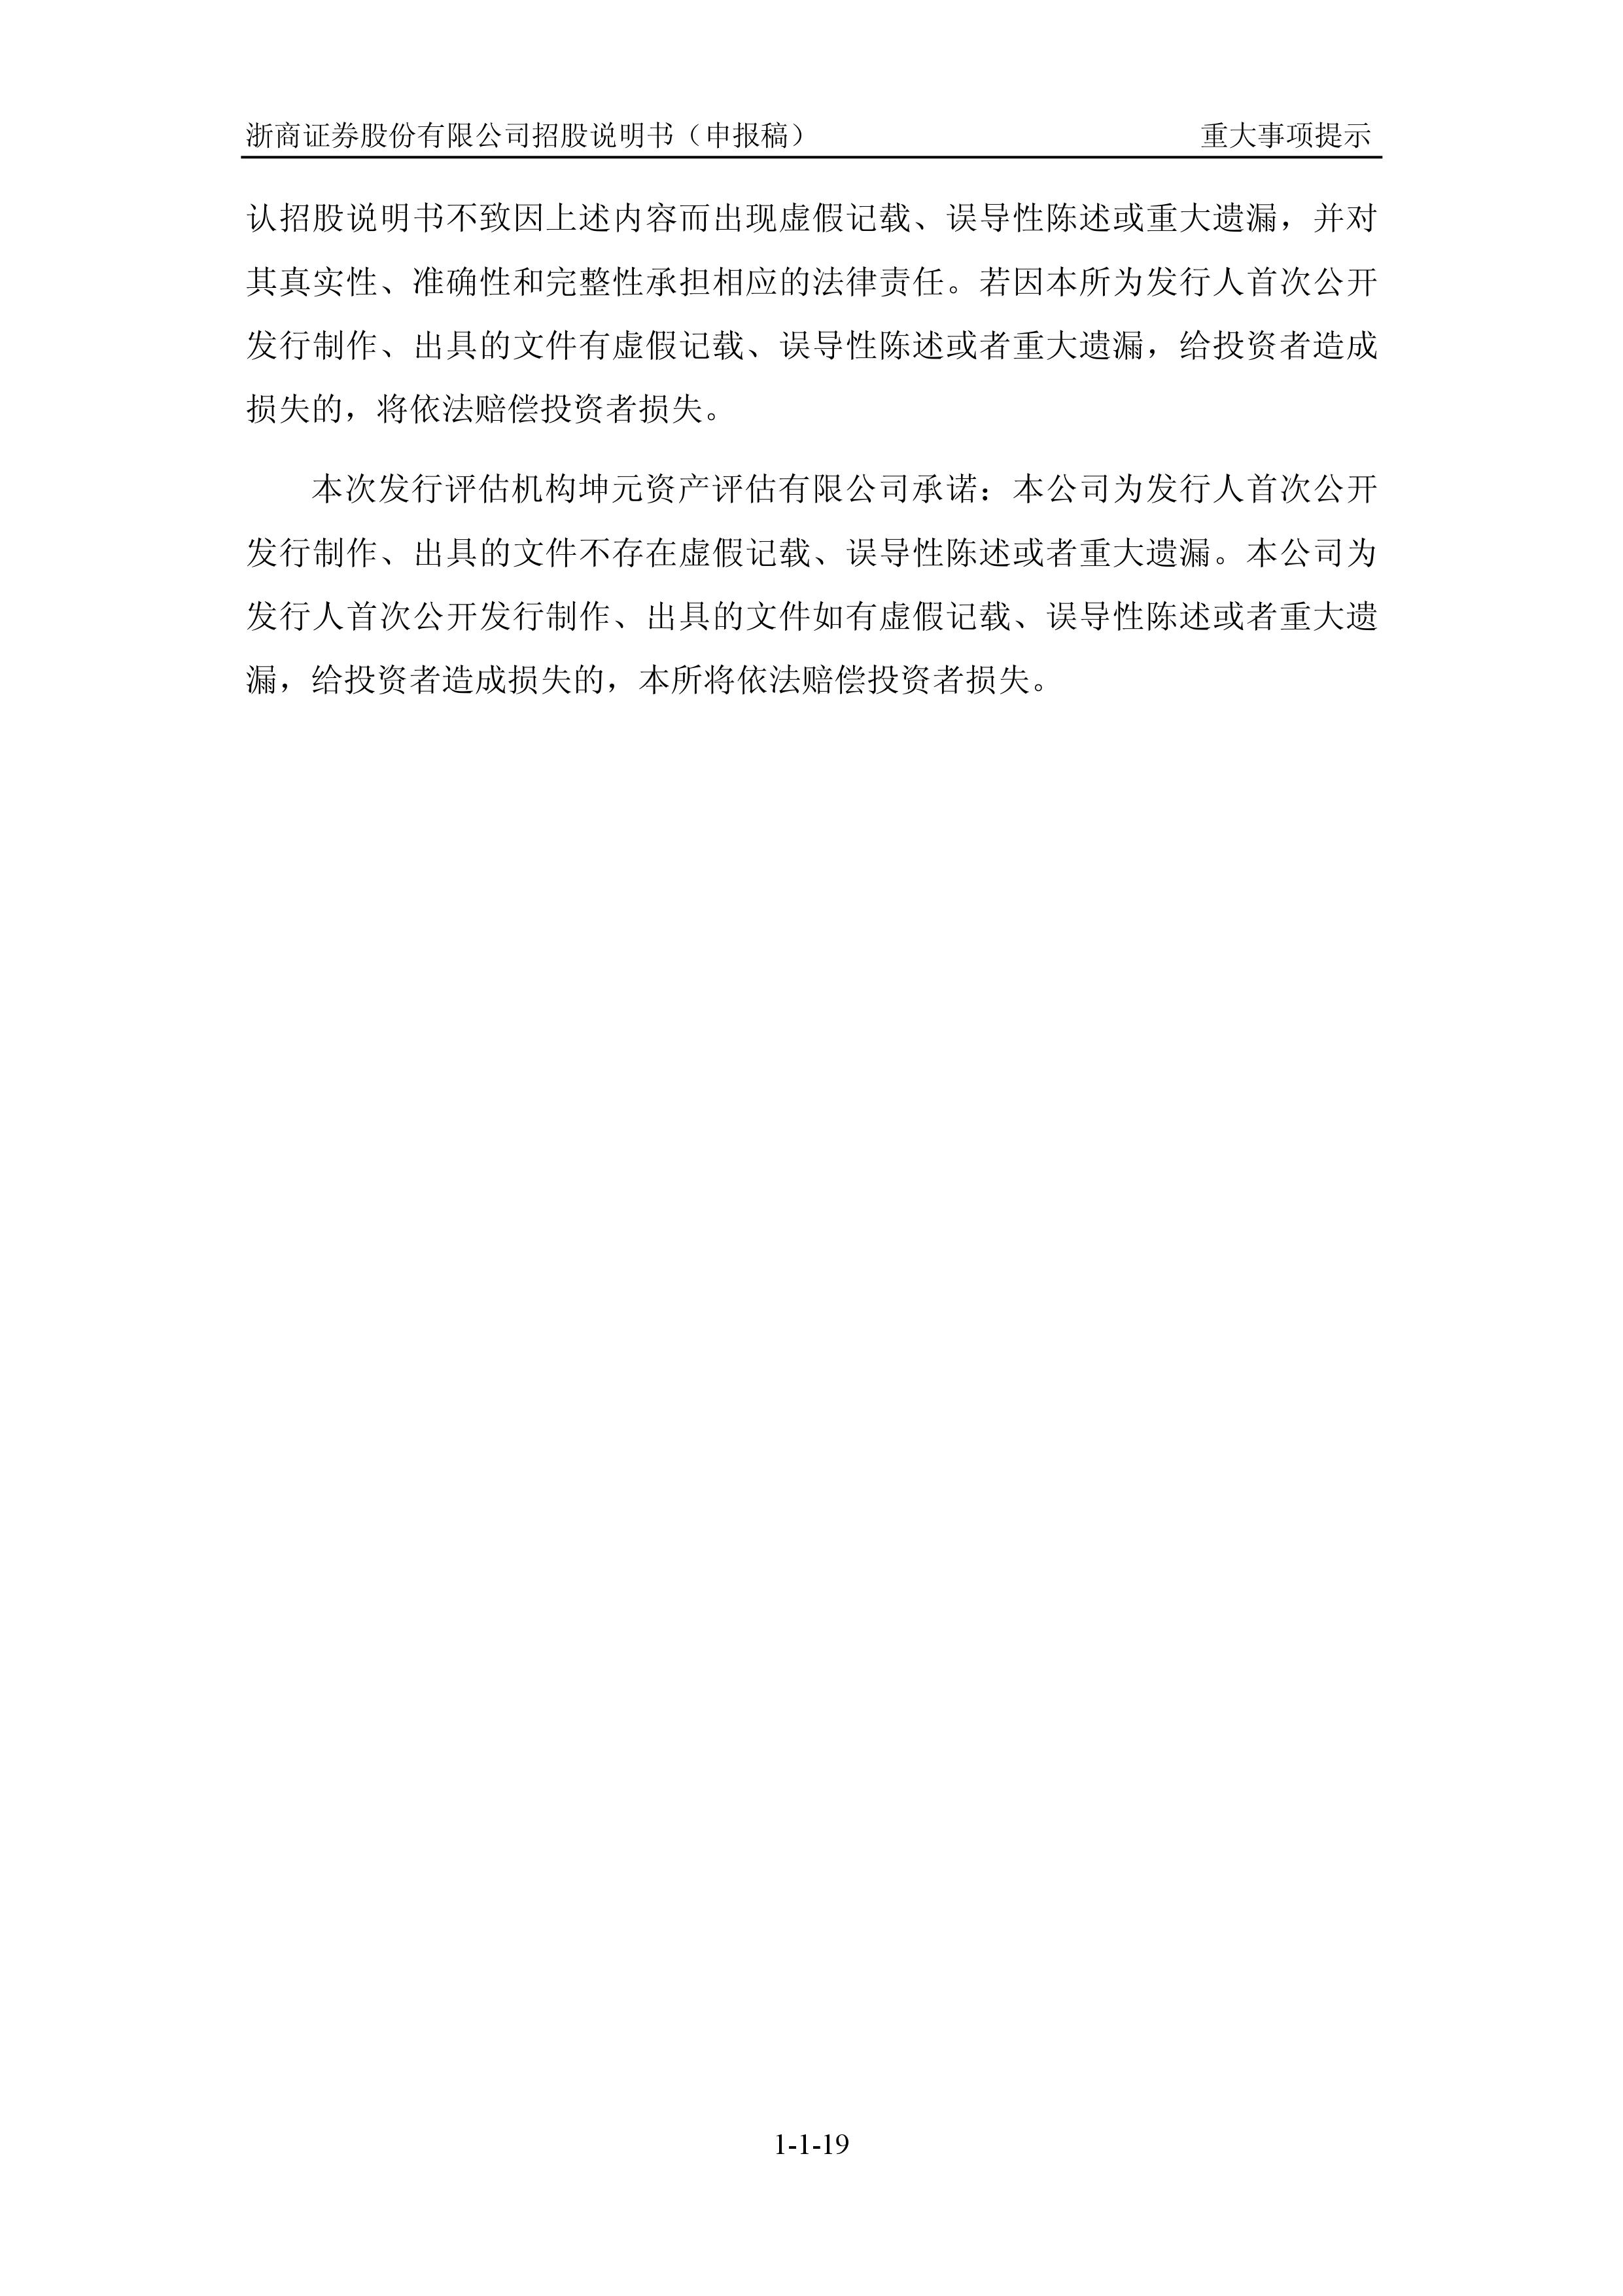 浙商证券股份有限公司招股说明书（申报稿） 重大事项提示
认招股说明书不致因上述内容而出现虚假记载、误导性陈述或重大遗漏，并对
其真实性、准确性和完整性承担相应的法律责任。若因本所为发行人首次公开
发行制作、出具的文件有虚假记载、误导性陈述或者重大遗漏，给投资者造成
损失的，将依法赔偿投资者损失。
本次发行评估机构坤元资产评估有限公司承诺：本公司为发行人首次公开
发行制作、出具的文件不存在虚假记载、误导性陈述或者重大遗漏。本公司为
发行人首次公开发行制作、出具的文件如有虚假记载、误导性陈述或者重大遗
漏，给投资者造成损失的，本所将依法赔偿投资者损失。
1-1-19